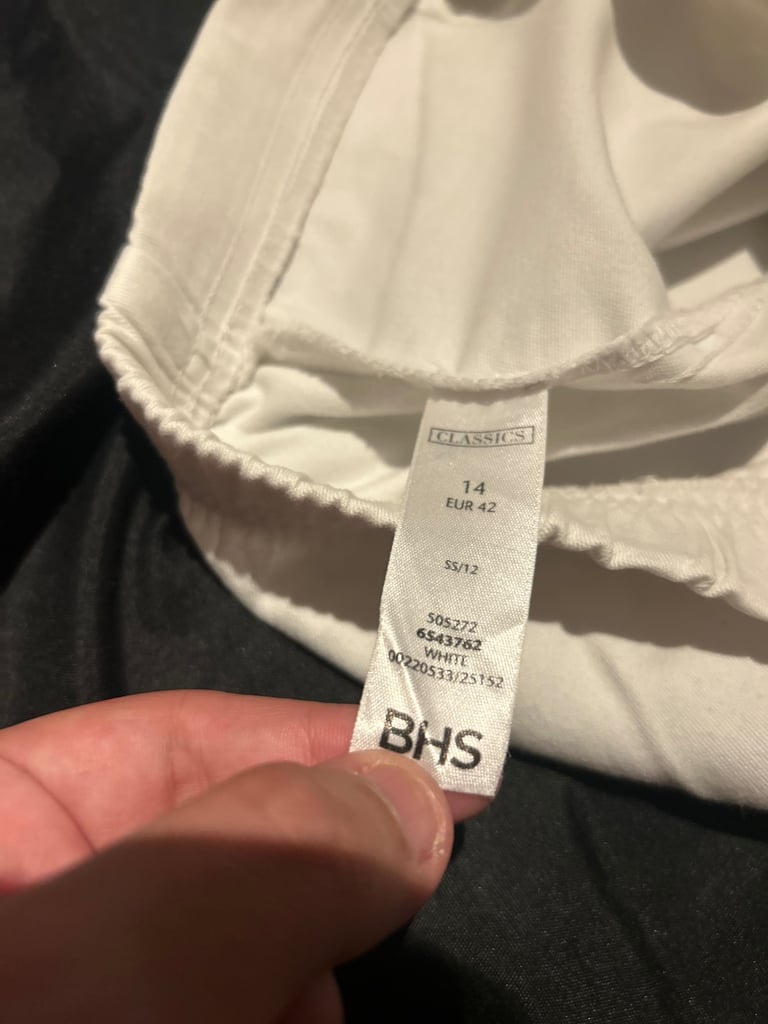 CLASSICS
14
EUR 42
SS/12
S05272
6543762
WHITE
00220533/25152
BHS